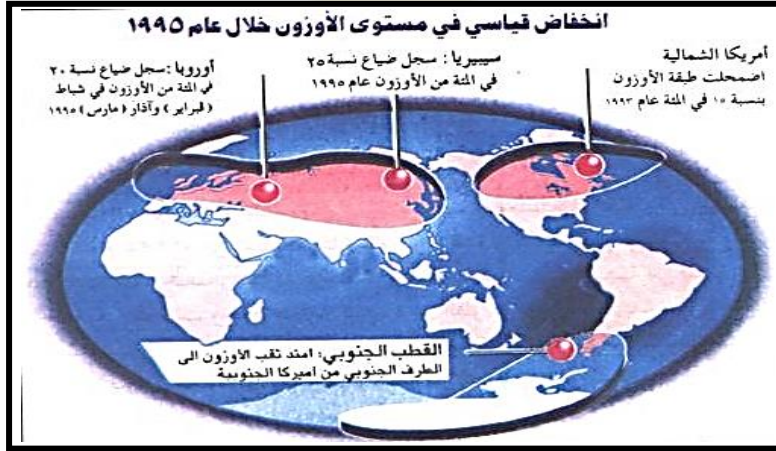 انخفاض قياسي في مستوى الأوزون خلال عام ١٩٩٥
أمريكا الشمالية
اضمحلت طبقة الأوزون
بنسبة ١٥ في المئة عام ١٩٩٣
سيبيريا: سجل ضياع نسبة ٢٥
في المئة من الأوزون عام ١٩٩٥
أوروبا: سجل ضياع نسبة ٢٠
في المئة من الأوزون في شباط
(فبراير) وآذار (مارس) ١٩٩٥
القطب الجنوبي: امتد ثقب الأوزون الى
الطرف الجنوبي من اميركا الجنوبية